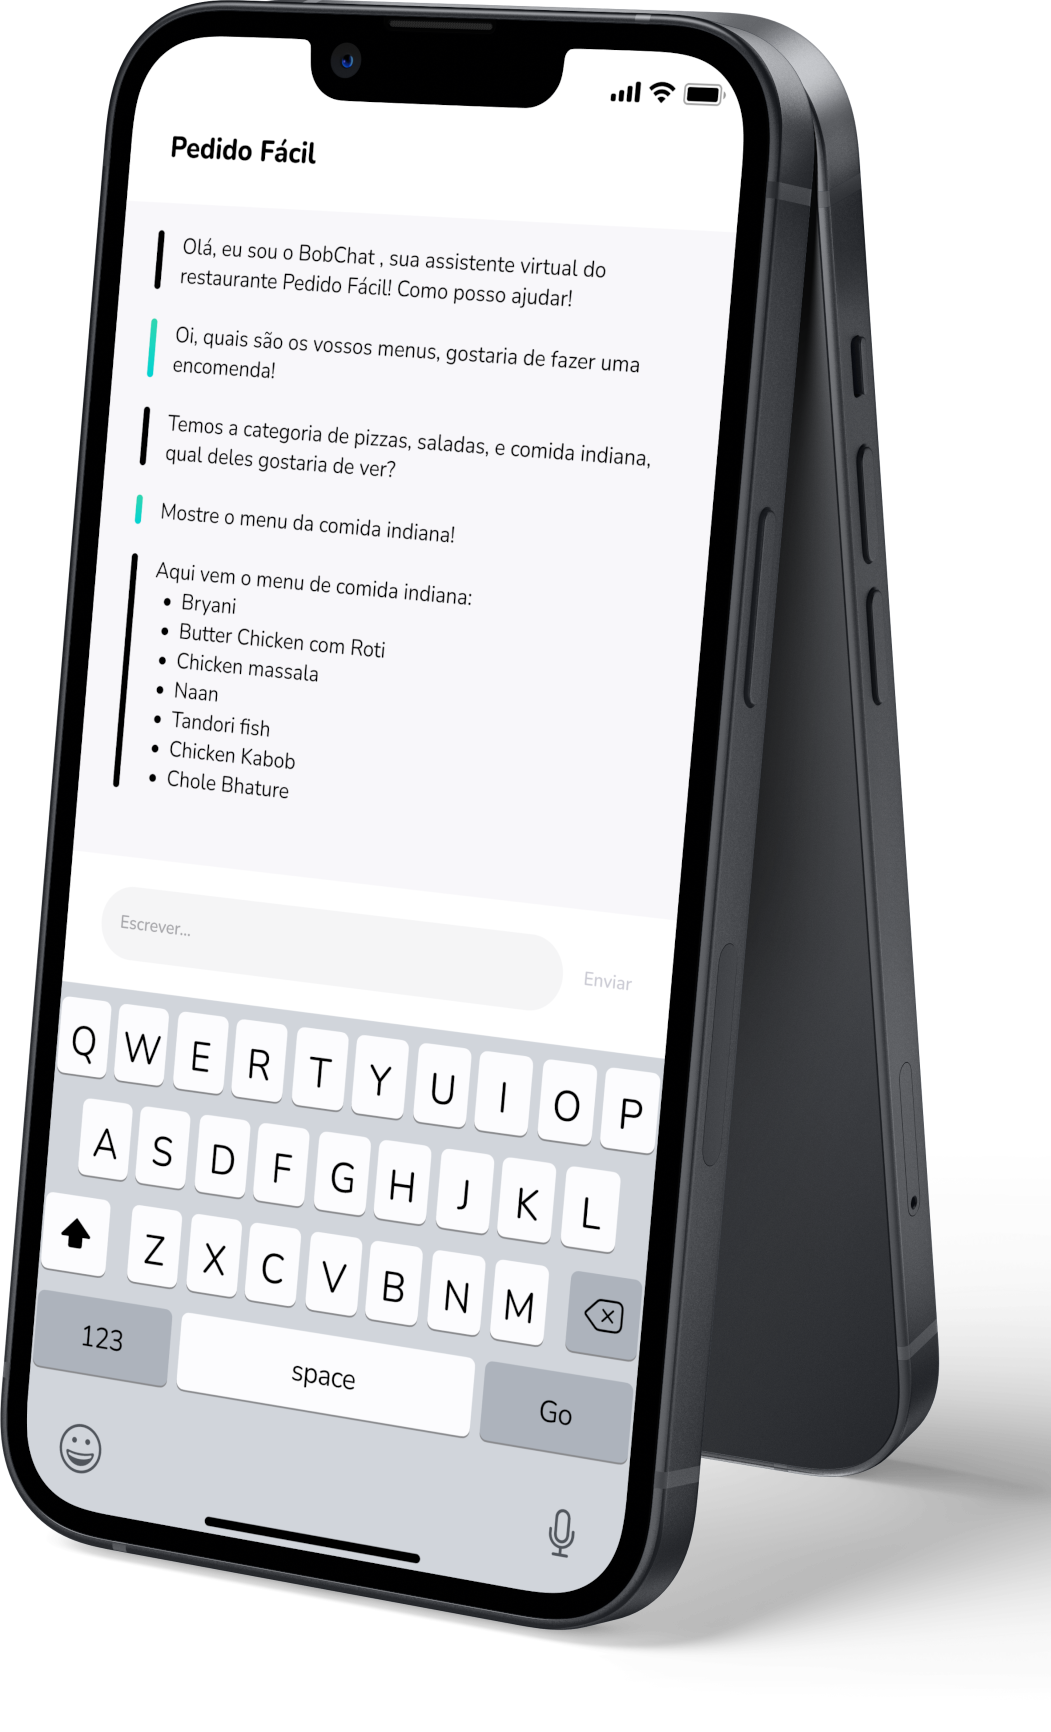 Pedido Fácil
Olá, eu sou o BobChat , sua assistente virtual do
restaurante Pedido Fácil! Como posso ajudar!
Oi, quais são os vossos menus, gostaria de fazer uma
encomenda!
Temos a categoria de pizzas, saladas, e comida indiana,
qual deles gostaria de ver?
Mostre o menu da comida indiana!
Aqui vem o menu de comida indiana:
• Bryani
• Butter Chicken com Roti
• Chicken massala
• Naan
• Tandori fish
• Chicken Kabob
• Chole Bhature
Escrever...
Enviar
Q W E R T Y U I O P
A S D F G H J K L
Z X C V B N M
123 space Go